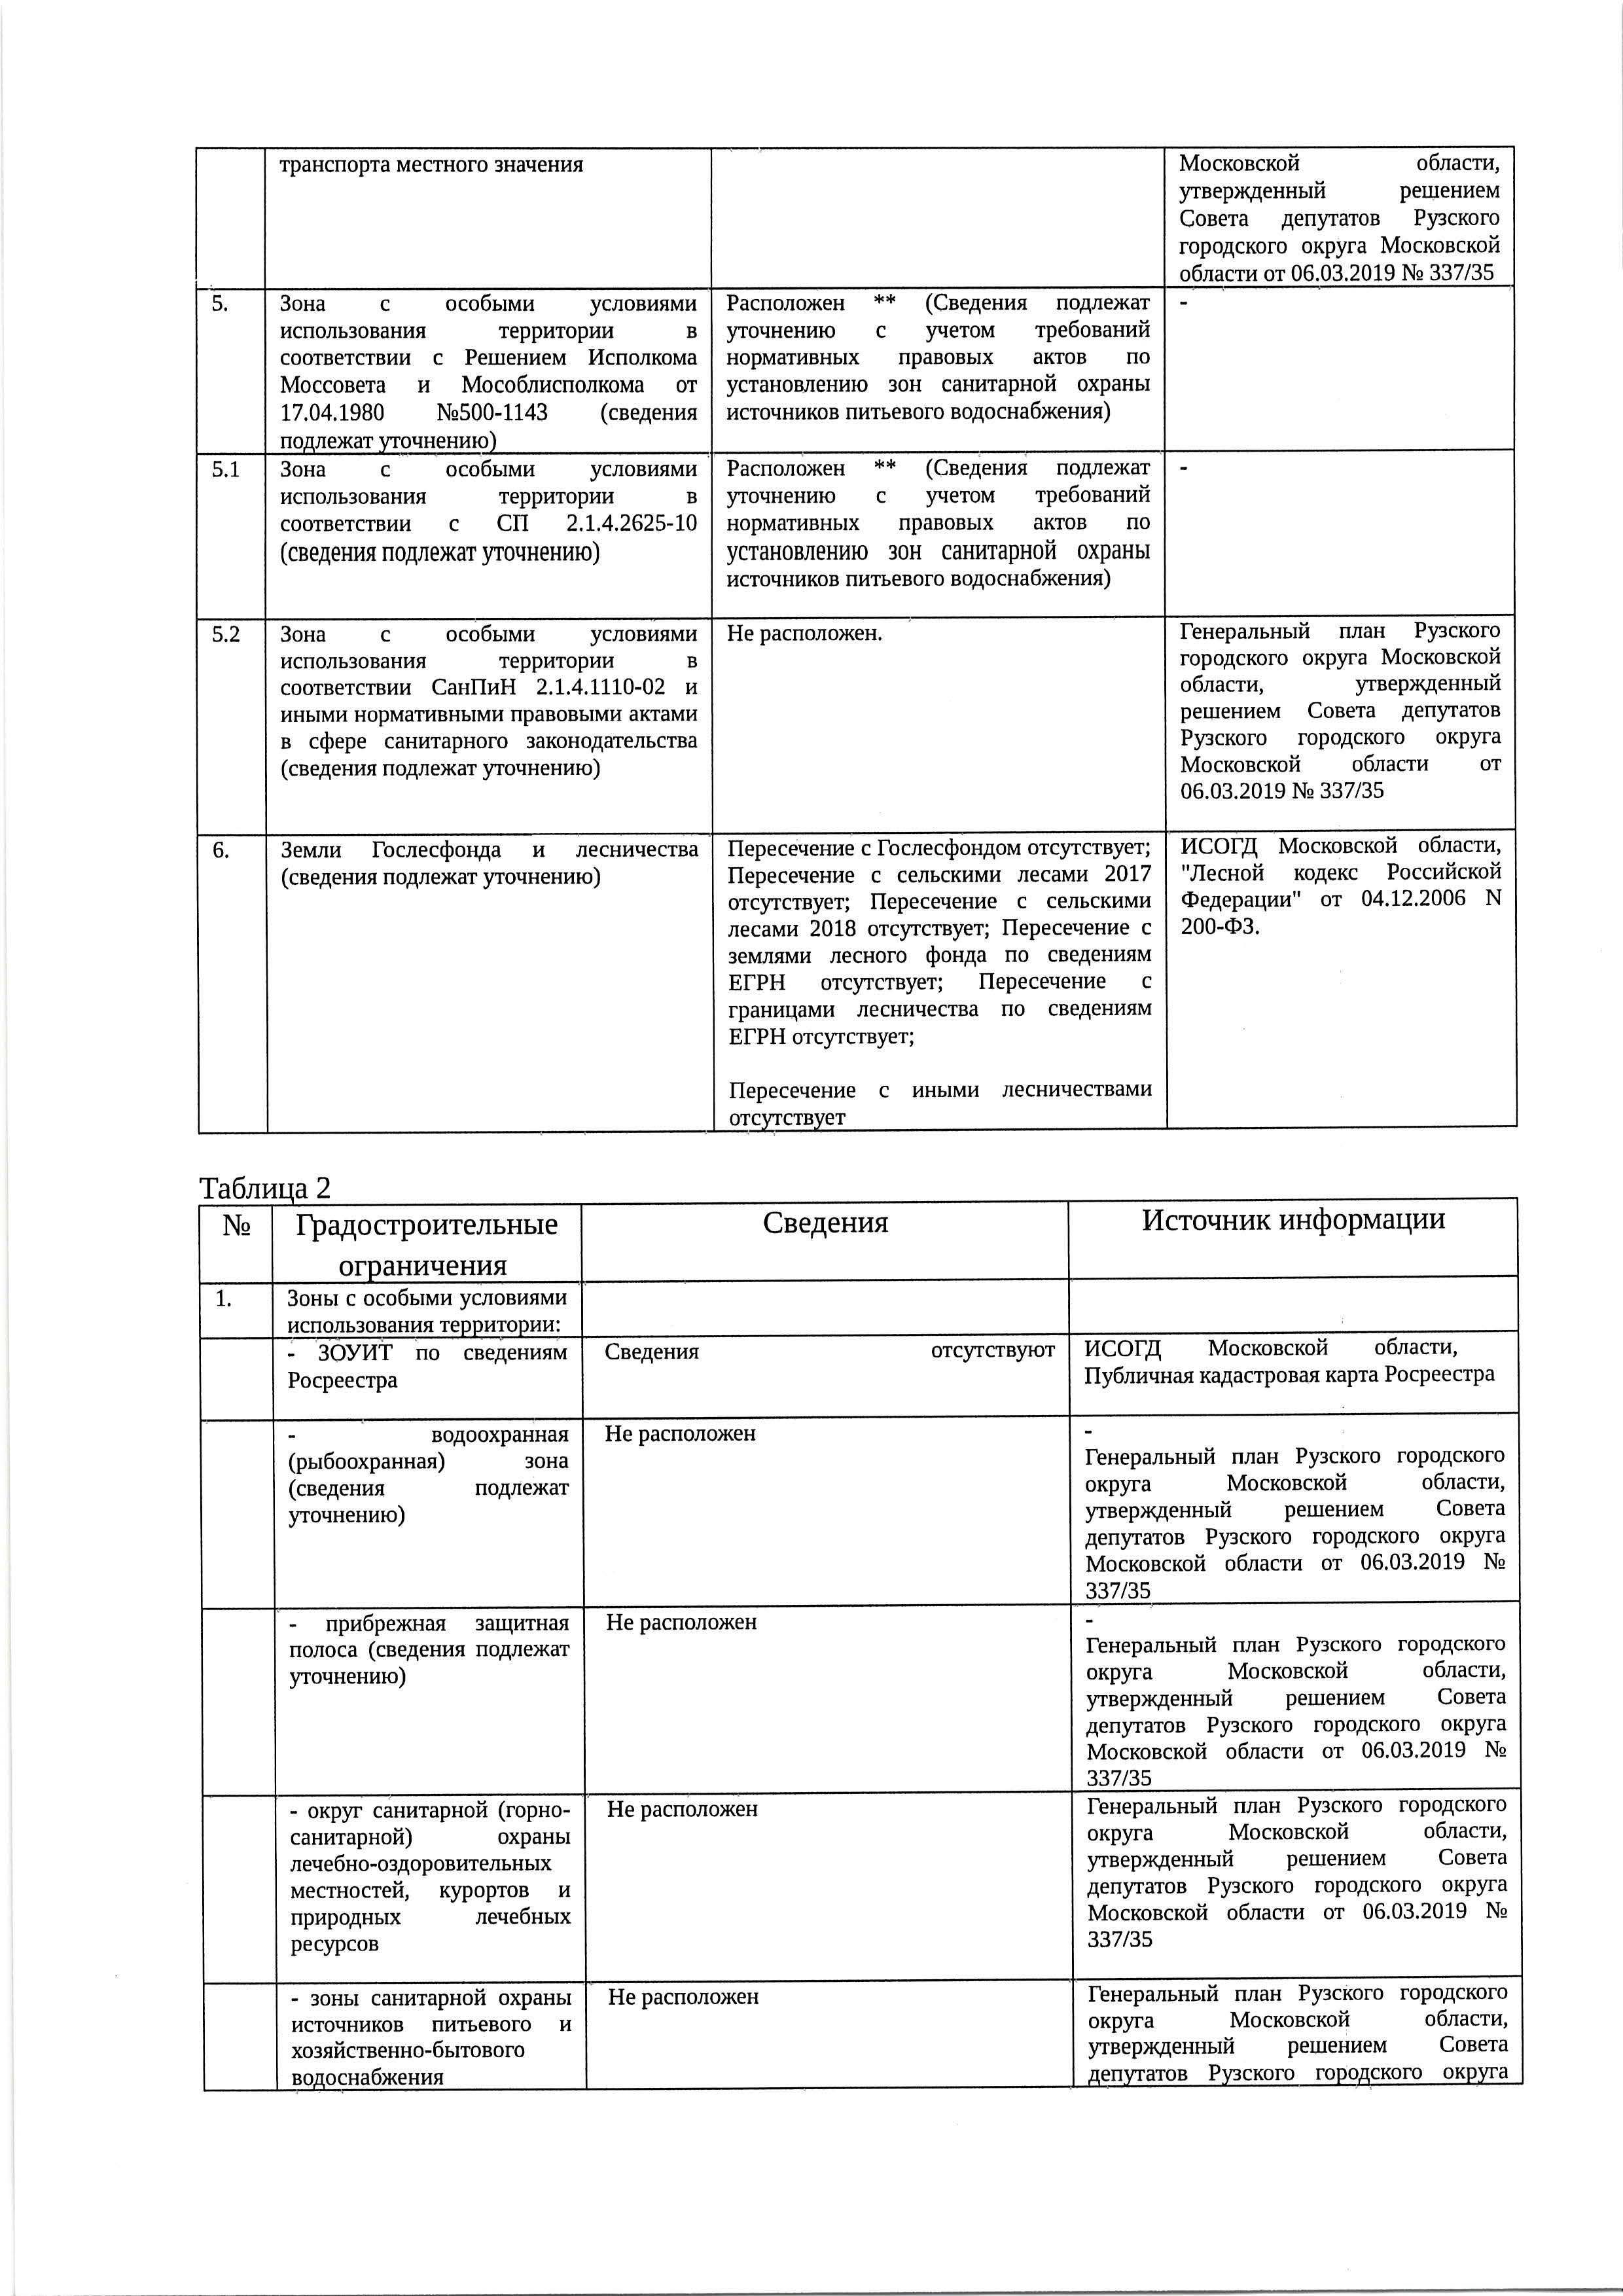 транспорта местного значения
Московской области,
утвержденный решением
Совета депутатов Рузского
городского округа Московской
области от 06.03.2019 № 337/35
5.
Зона с особыми условиями
использования территории в
соответствии с Решением Исполкома
Моссовета и Мособлисполкома от
17.04.1980 №500-1143 (сведения
подлежат уточнению)
Расположен ** (Сведения подлежат
уточнению с учетом требований
нормативных правовых актов по
установлению зон санитарной охраны
источников питьевого водоснабжения)
-
5.1
Зона с особыми условиями
использования территории в
соответствии с СП 2.1.4.2625-10
(сведения подлежат уточнению)
Расположен ** (Сведения подлежат
уточнению с учетом требований
нормативных правовых актов по
установлению зон санитарной охраны
источников питьевого водоснабжения)
-
5.2
Зона с особыми условиями
использования территории в
соответствии СанПиН 2.1.4.1110-02 и
иными нормативными правовыми актами
в сфере санитарного законодательства
(сведения подлежат уточнению)
Не расположен.
Генеральный план Рузского
городского округа Московской
области, утвержденный
решением Совета депутатов
Рузского городского округа
Московской области от
06.03.2019 № 337/35
6.
Земли Гослесфонда и лесничества
(сведения подлежат уточнению)
Пересечение с Гослесфондом отсутствует;
Пересечение с сельскими лесами 2017
отсутствует; Пересечение с сельскими
лесами 2018 отсутствует; Пересечение с
землями лесного фонда по сведениям
ЕГРН отсутствует; Пересечение с
границами лесничества по сведениям
ЕГРН отсутствует;
Пересечение с иными лесничествами
отсутствует
ИСОГД Московской области,
"Лесной кодекс Российской
Федерации" от 04.12.2006 N
200-ФЗ.
Таблица 2
№
Градостроительные
ограничения
Сведения
Источник информации
1.
Зоны с особыми условиями
использования территории:
- ЗОУИТ по сведениям
Росреестра
Сведения отсутствуют
ИСОГД Московской области,
Публичная кадастровая карта Росреестра
- водоохранная
(рыбоохранная) зона
(сведения подлежат
уточнению)
Не расположен
-
Генеральный план Рузского городского
округа Московской области,
утвержденный решением Совета
депутатов Рузского городского округа
Московской области от 06.03.2019 №
337/35
- прибрежная защитная
полоса (сведения подлежат
уточнению)
Не расположен
-
Генеральный план Рузского городского
округа Московской области,
утвержденный решением Совета
депутатов Рузского городского округа
Московской области от 06.03.2019 №
337/35
- округ санитарной (горно-
санитарной) охраны
лечебно-оздоровительных
местностей, курортов и
природных лечебных
ресурсов
Не расположен
Генеральный план Рузского городского
округа Московской области,
утвержденный решением Совета
депутатов Рузского городского округа
Московской области от 06.03.2019 №
337/35
- зоны санитарной охраны
источников питьевого и
хозяйственно-бытового
водоснабжения
Не расположен
Генеральный план Рузского городского
округа Московской области,
утвержденный решением Совета
депутатов Рузского городского округа